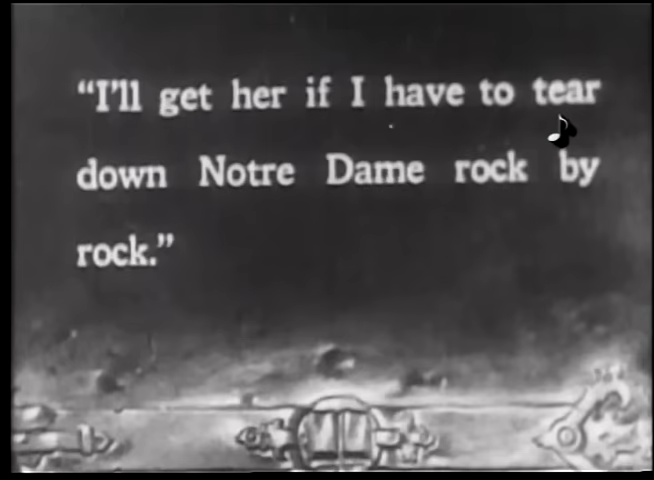 “I’ll get her if I have to tear
down Notre Dame rock by
rock.”